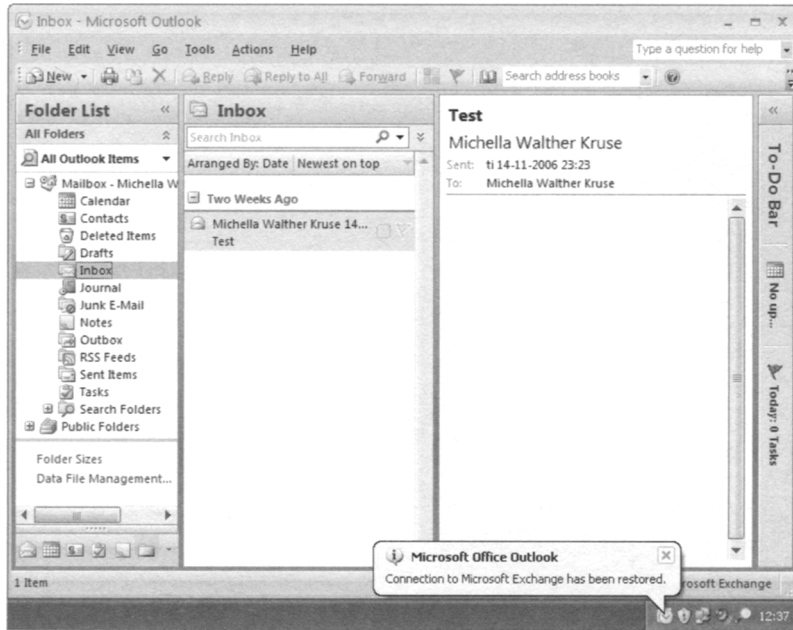 Inbox - Microsoft Outlook
File Edit View Go Tools Actions Help
Type a question for help
New Reply Reply to All Forward Search address books
Folder List
All Folders
All Outlook Items
Mailbox - Michella W
Calendar
Contacts
Deleted Items
Drafts
Inbox
Journal
Junk E-Mail
Notes
Outbox
RSS Feeds
Sent Items
Tasks
Search Folders
Public Folders
Folder Sizes
Data File Management...
Inbox
Search Inbox
Arranged By: Date Newest on top
Two Weeks Ago
Michella Walther Kruse 14...
Test
Test
Michella Walther Kruse
Sent: ti 14-11-2006 23:23
To: Michella Walther Kruse
To-Do Bar
No up...
Today: 0 Tasks
Microsoft Office Outlook
Connection to Microsoft Exchange has been restored.
1 Item
rosoft Exchange
12:37